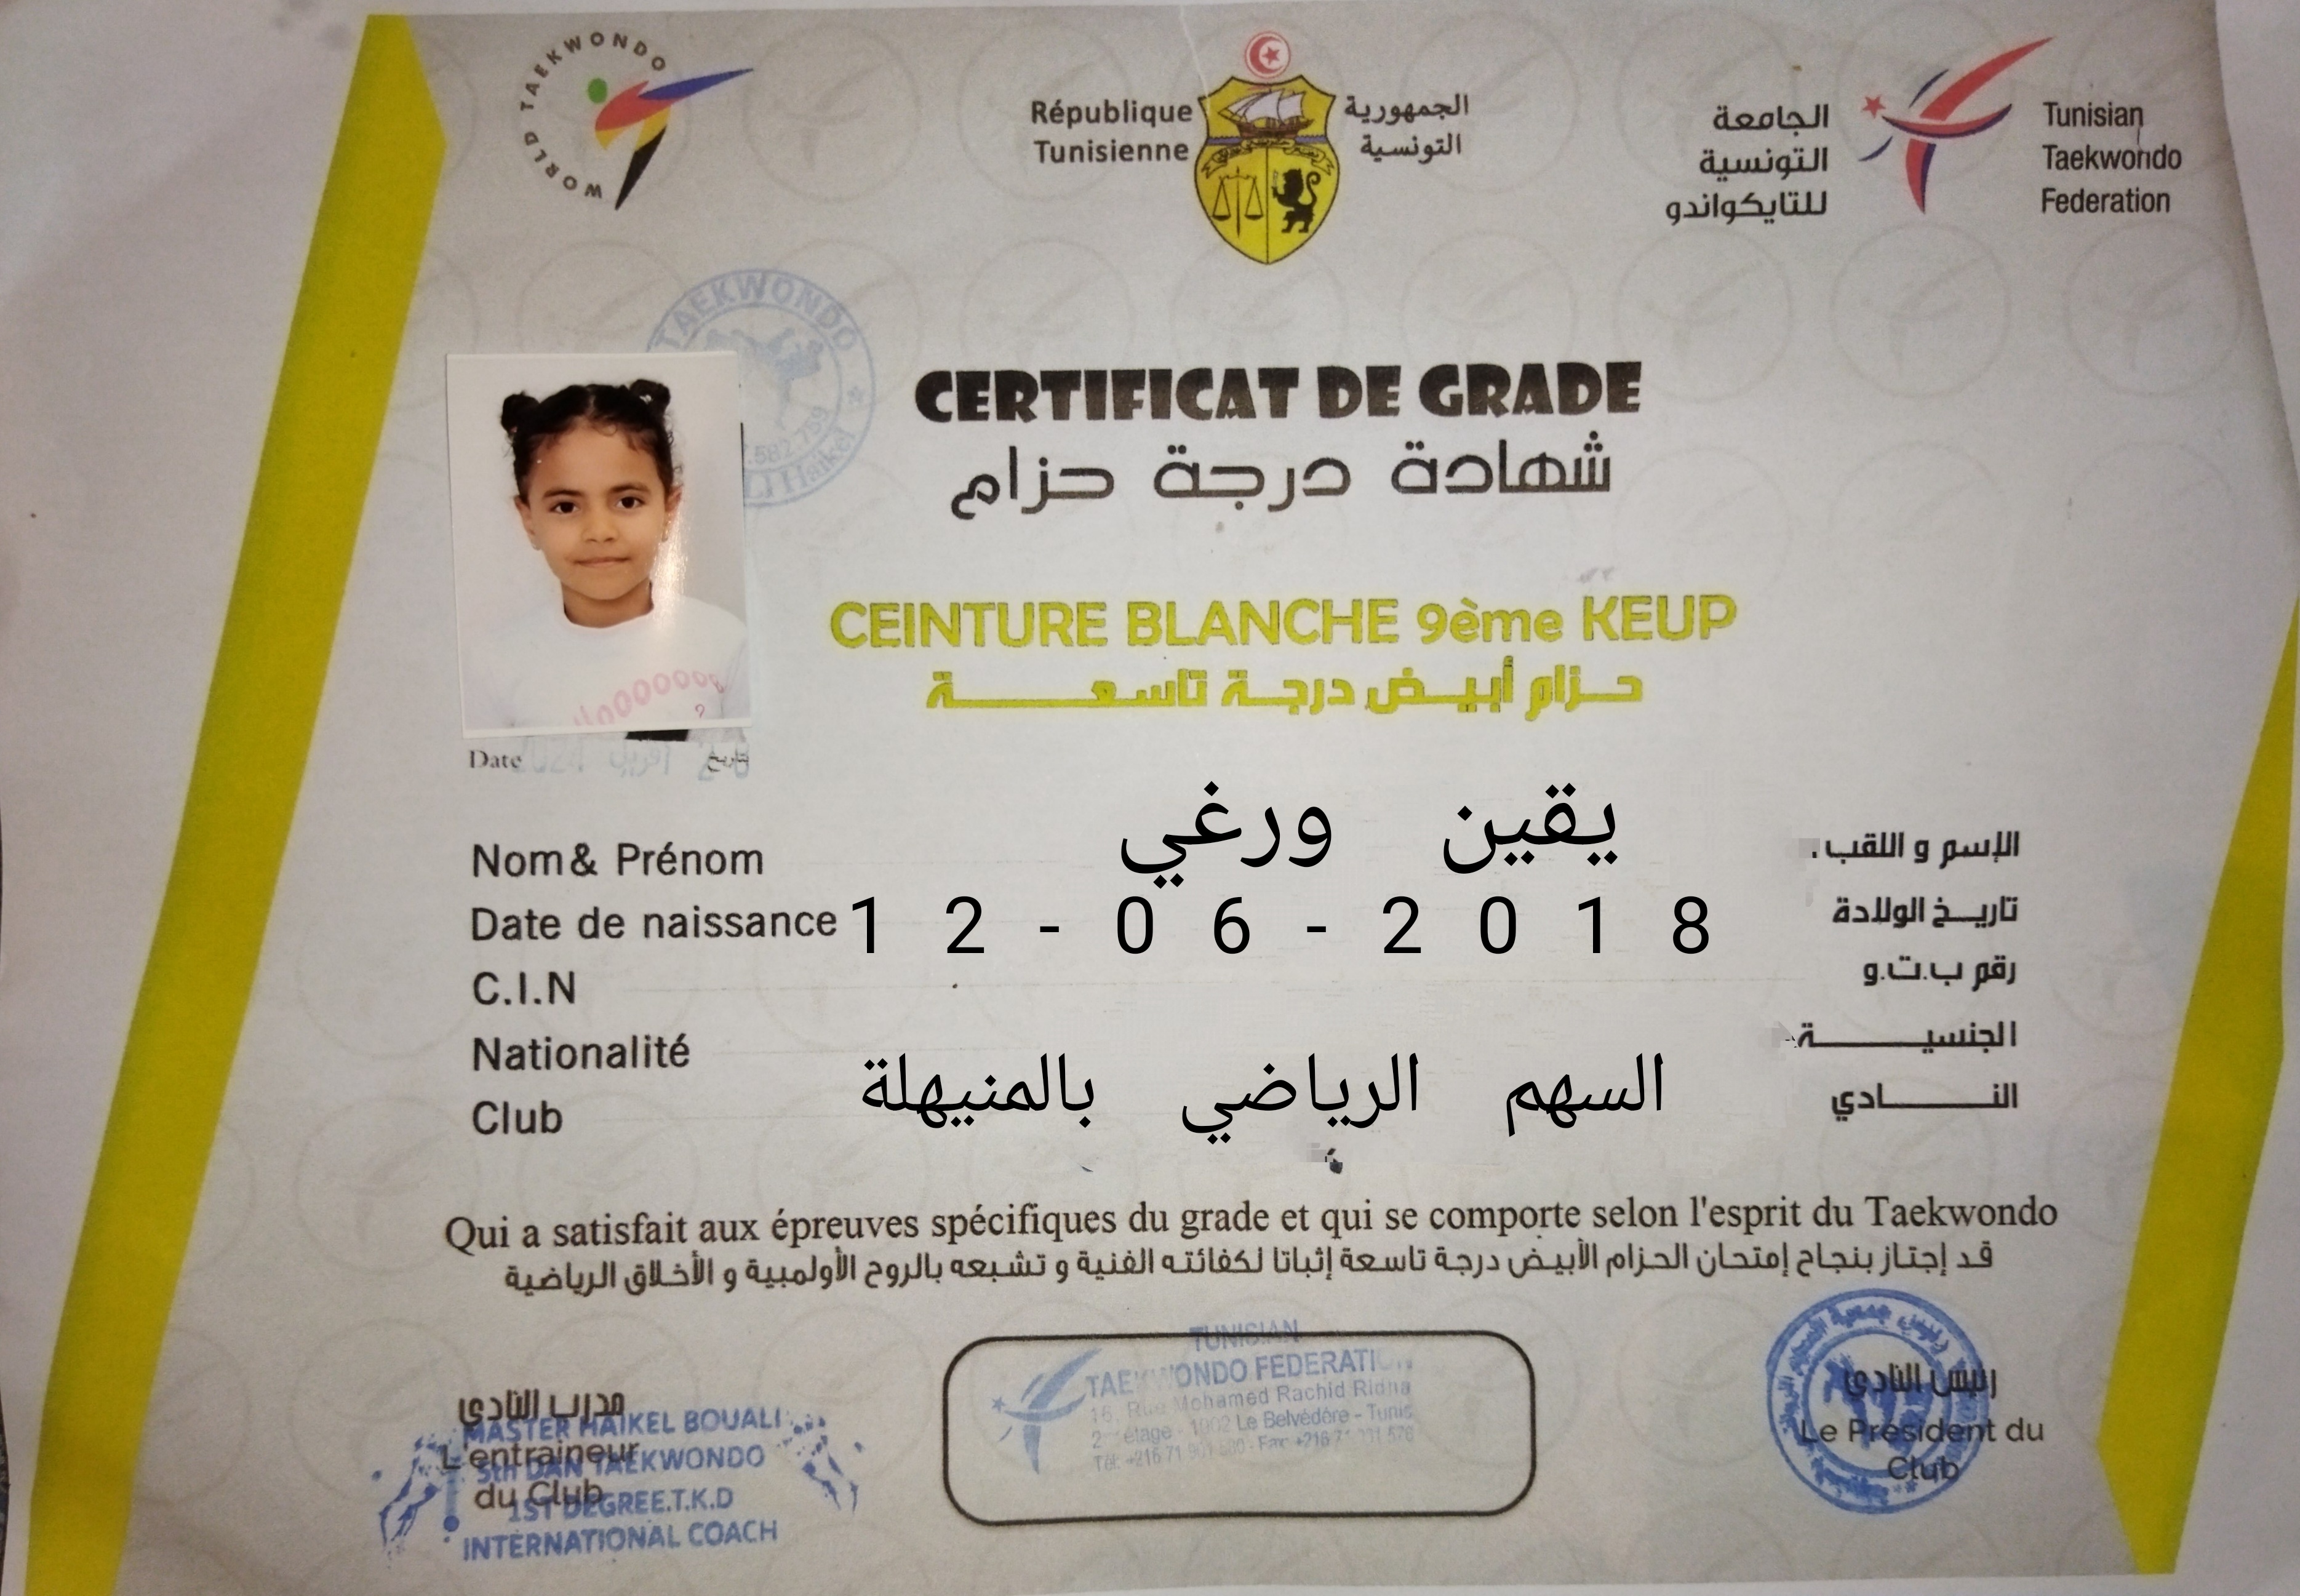 WORLD TAEKWONDO
République
Tunisienne
الجمهورية
التونسية
الجامعة
التونسية
للتايكواندو
Tunisian
Taekwondo
Federation
TAEKWONDO
CERTIFICAT DE GRADE
شهادة درجة حزام
CEINTURE BLANCHE 9ème KEUP
حزام أبيض درجة تاسعة
Date
Nom& Prénom يقين ورغي الإسم و اللقب
Date de naissance 12-06-2018 تاريخ الولادة
C.I.N رقم ب.ت.و
Nationalité الجنسية
Club السهم الرياضي بالمنيهلة النادي
Qui a satisfait aux épreuves spécifiques du grade et qui se comporte selon l'esprit du Taekwondo
قد إجتاز بنجاح إمتحان الحزام الأبيض درجة تاسعة إثباتا لكفائته الفنية و تشبعه بالروح الأولمبية و الأخلاق الرياضية
مدرب النادي
L'entraineur
du Club
MASTER HAIKEL BOUALI
5th DAN TAEKWONDO
1ST DEGREE.T.K.D
INTERNATIONAL COACH
TUNISIAN
TAEKWONDO FEDERATION
16, Rue Mohamed Rachid Ridha
étage - 1002 Le Belvédère - Tunis
رئيس النادي
Le Président du
Club